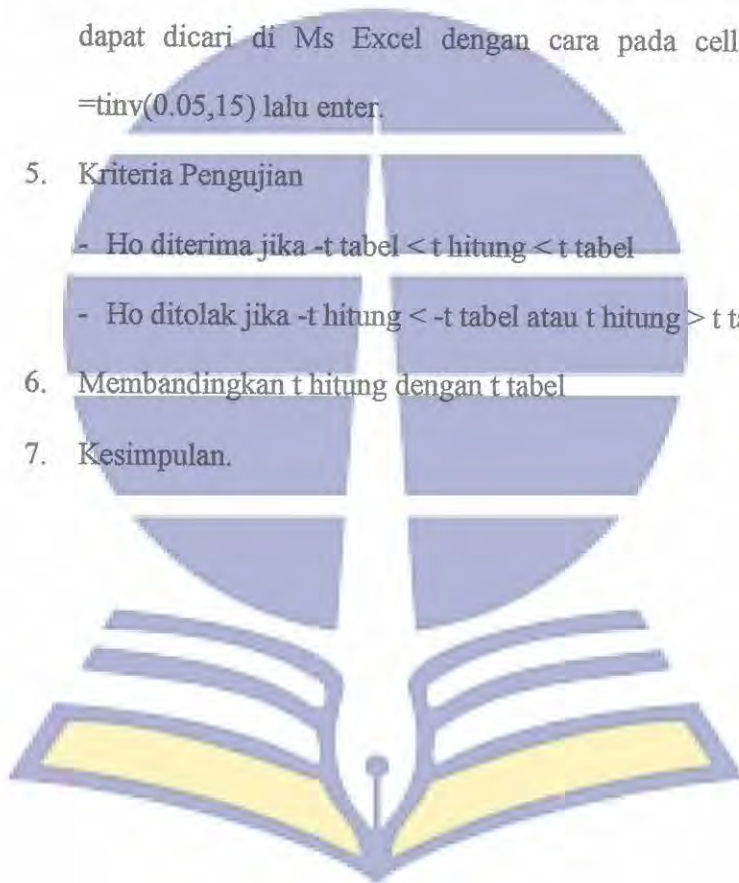 dapat dicari di Ms Excel dengan cara pada cell
=tinv(0.05,15) lalu enter.
5. Kriteria Pengujian
- Ho diterima jika -t tabel < t hitung < t tabel
- Ho ditolak jika -t hitung < -t tabel atau t hitung > t
6. Membandingkan t hitung dengan t tabel
7. Kesimpulan.